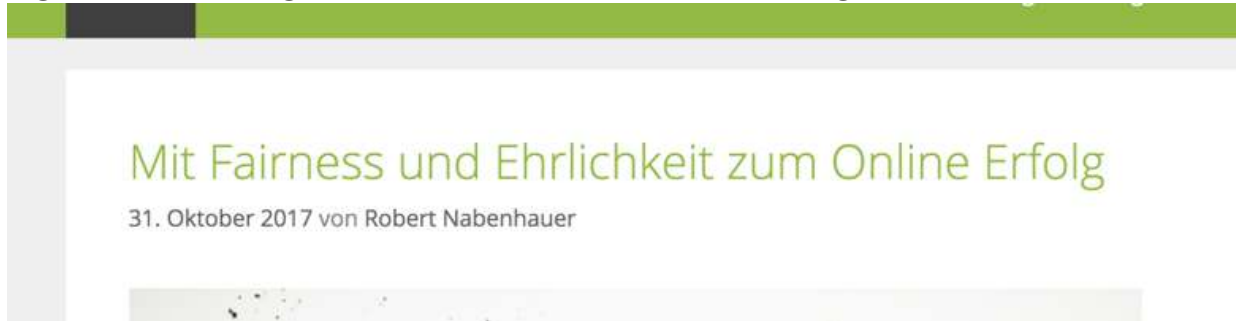 Mit Fairness und Ehrlichkeit zum Online Erfolg
31. Oktober 2017 von Robert Nabenhauer